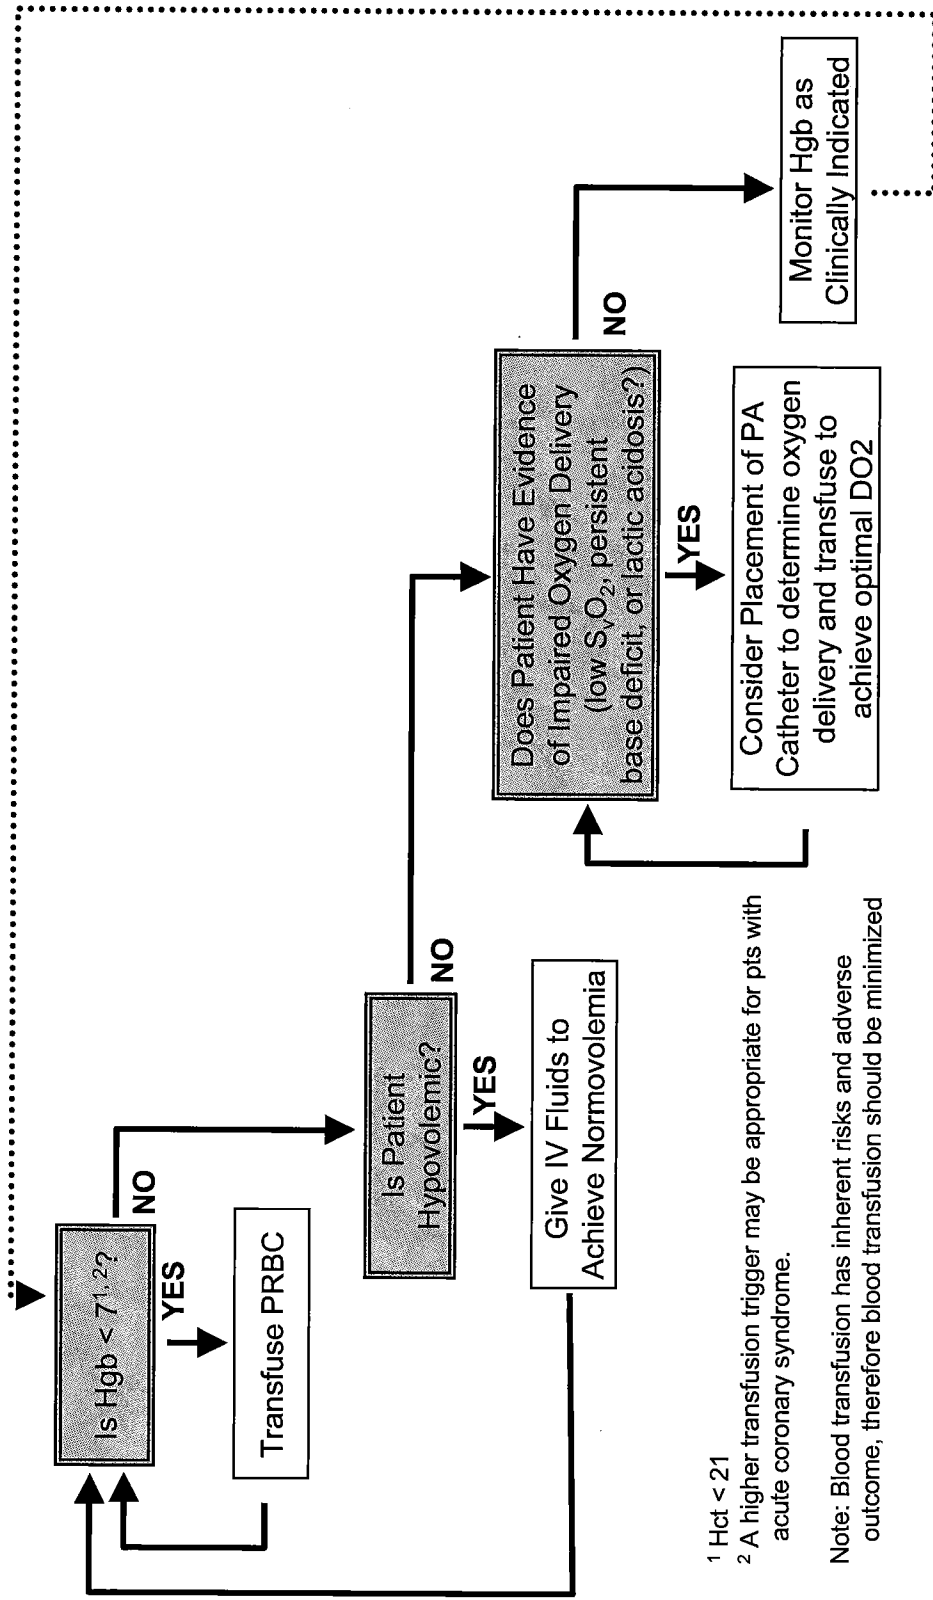 Is Hgb < 7¹,²?
NO
YES
Transfuse PRBC
Is Patient
Hypovolemic?
NO
YES
Give IV Fluids to
Achieve Normovolemia
Does Patient Have Evidence
of Impaired Oxygen Delivery
(low SᵥO₂, persistent
base deficit, or lactic acidosis?)
NO
YES
Consider Placement of PA
Catheter to determine oxygen
delivery and transfuse to
achieve optimal DO2
Monitor Hgb as
Clinically Indicated
¹ Hct < 21
² A higher transfusion trigger may be appropriate for pts with
acute coronary syndrome.
Note: Blood transfusion has inherent risks and adverse
outcome, therefore blood transfusion should be minimized